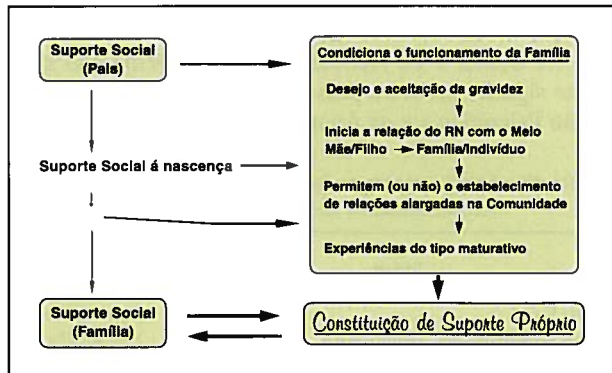 Suporte Social
(Pais)
Condiciona o funcionamento da Família
Desejo e aceitação da gravidez
Inicia a relação do RN com o Meio
Mãe/Filho → Família/Indivíduo
Suporte Social á nascença
Permitem (ou não) o estabelecimento
de relações alargadas na Comunidade
Experiências do tipo maturativo
Suporte Social
(Família)
Constituição de Suporte Próprio